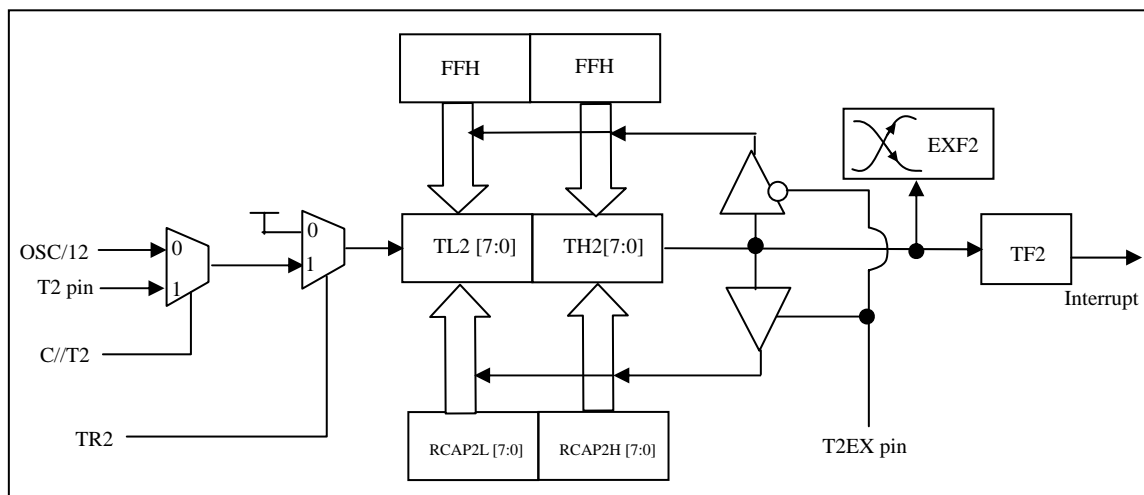 FFH
FFH
EXF2
OSC/12
0
0
TL2 [7:0]
TH2[7:0]
TF2
1
T2 pin
1
Interrupt
C//T2
TR2
RCAP2L [7:0]
RCAP2H [7:0]
T2EX pin